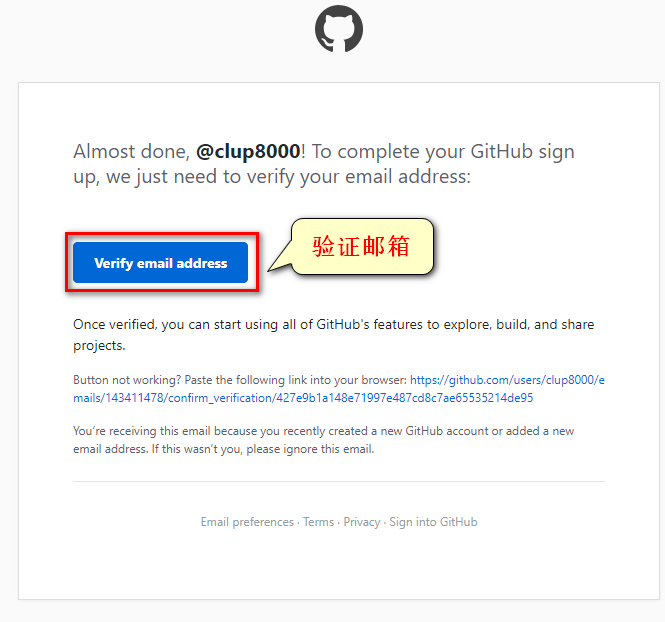 Almost done, @clup8000! To complete your GitHub sign
up, we just need to verify your email address:
Verify email address
验证邮箱
Once verified, you can start using all of GitHub's features to explore, build, and share
projects.
Button not working? Paste the following link into your browser: https://github.com/users/clup8000/e
mails/143411478/confirm_verification/427e9b1a148e71997e487cd8c7ae65535214de95
You're receiving this email because you recently created a new GitHub account or added a new
email address. If this wasn't you, please ignore this email.
Email preferences · Terms · Privacy · Sign into GitHub